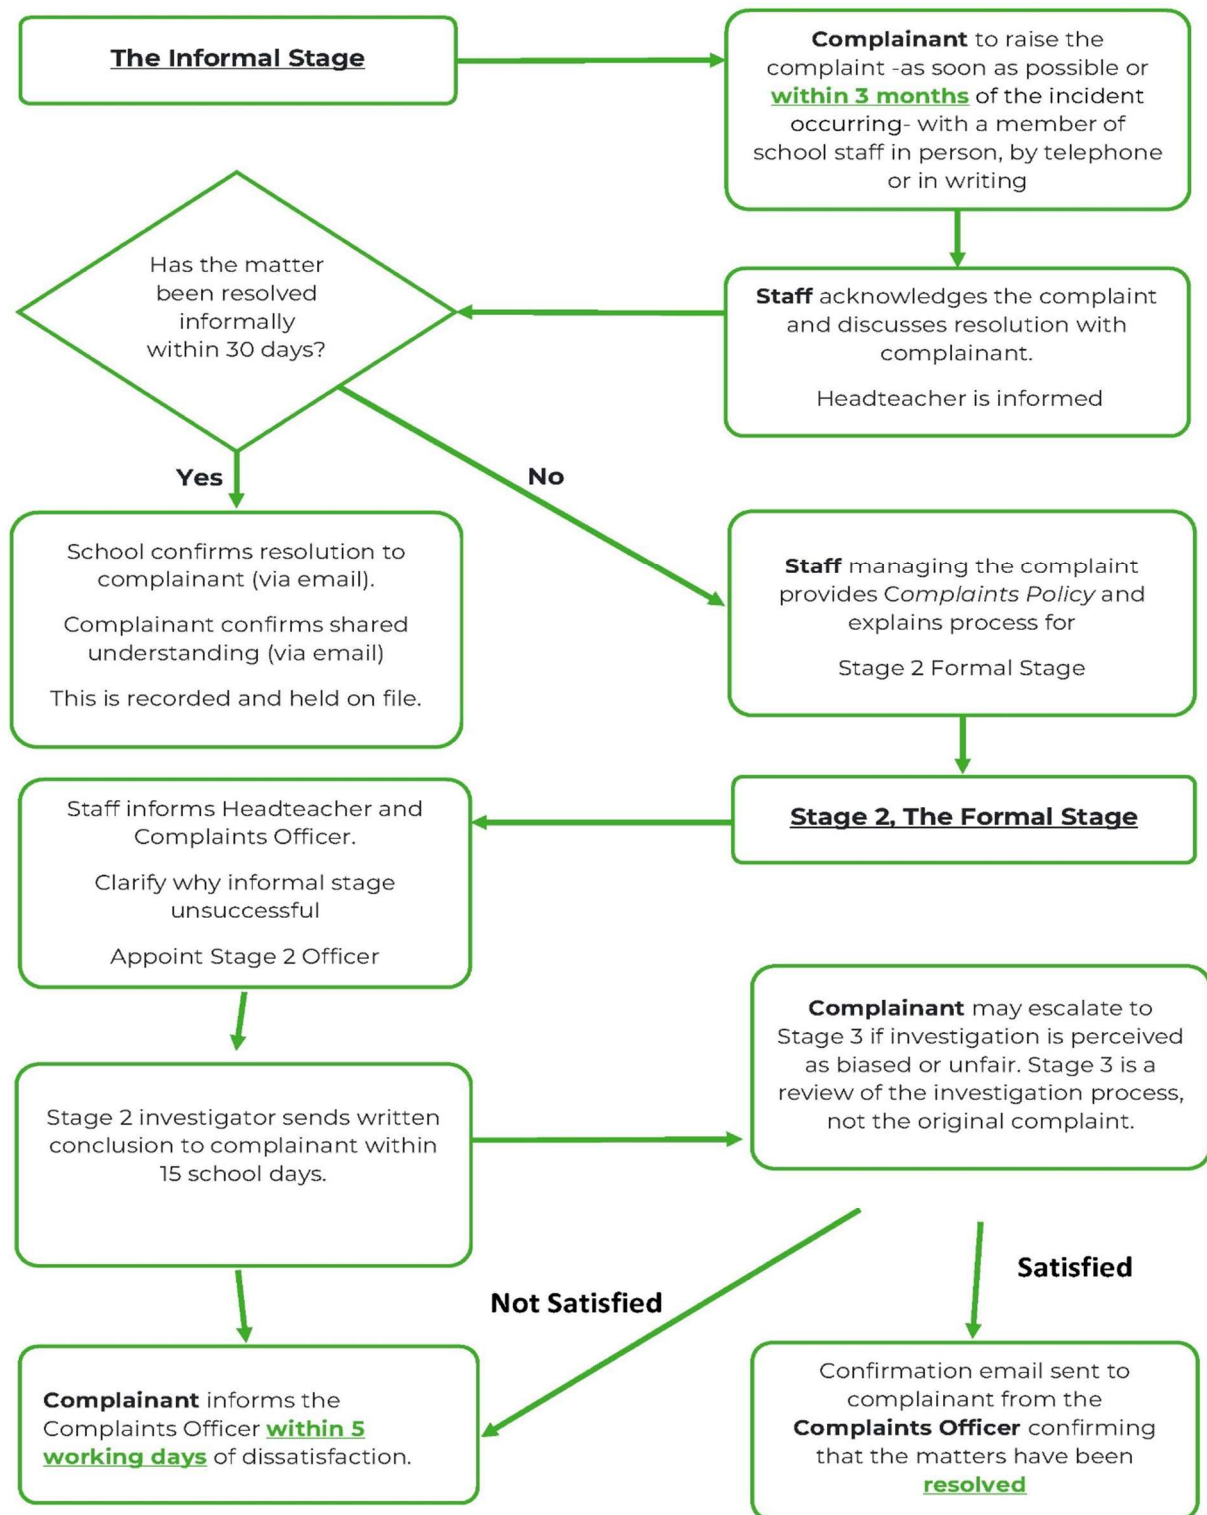 The Informal Stage
Complainant to raise the
complaint -as soon as possible or
within 3 months of the incident
occurring- with a member of
school staff in person, by telephone
or in writing
Staff acknowledges the complaint
and discusses resolution with
complainant.
Headteacher is informed
Has the matter
been resolved
informally
within 30 days?
Yes
No
School confirms resolution to
complainant (via email).
Complainant confirms shared
understanding (via email)
This is recorded and held on file.
Staff managing the complaint
provides Complaints Policy and
explains process for
Stage 2 Formal Stage
Stage 2, The Formal Stage
Staff informs Headteacher and
Complaints Officer.
Clarify why informal stage
unsuccessful
Appoint Stage 2 Officer
Stage 2 investigator sends written
conclusion to complainant within
15 school days.
Complainant may escalate to
Stage 3 if investigation is perceived
as biased or unfair. Stage 3 is a
review of the investigation process,
not the original complaint.
Not Satisfied
Satisfied
Complainant informs the
Complaints Officer within 5
working days of dissatisfaction.
Confirmation email sent to
complainant from the
Complaints Officer confirming
that the matters have been
resolved